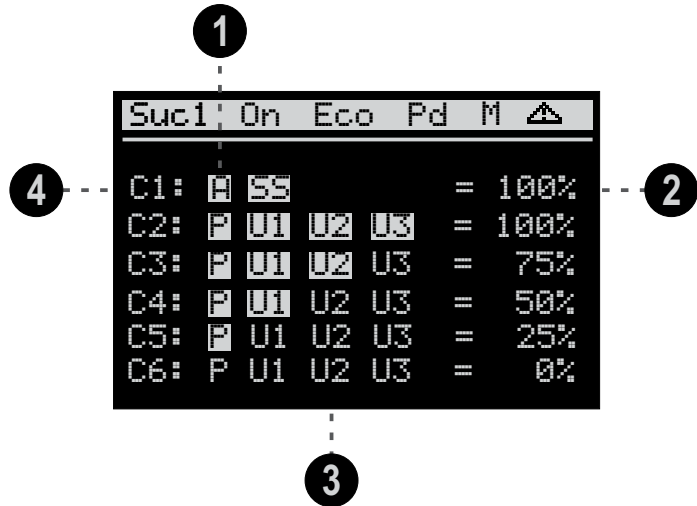 1
Suc1 On Eco Pd M
4 C1: A SS = 100% 2
C2: P U1 U2 U3 = 100%
C3: P U1 U2 U3 = 75%
C4: P U1 U2 U3 = 50%
C5: P U1 U2 U3 = 25%
C6: P U1 U2 U3 = 0%
3